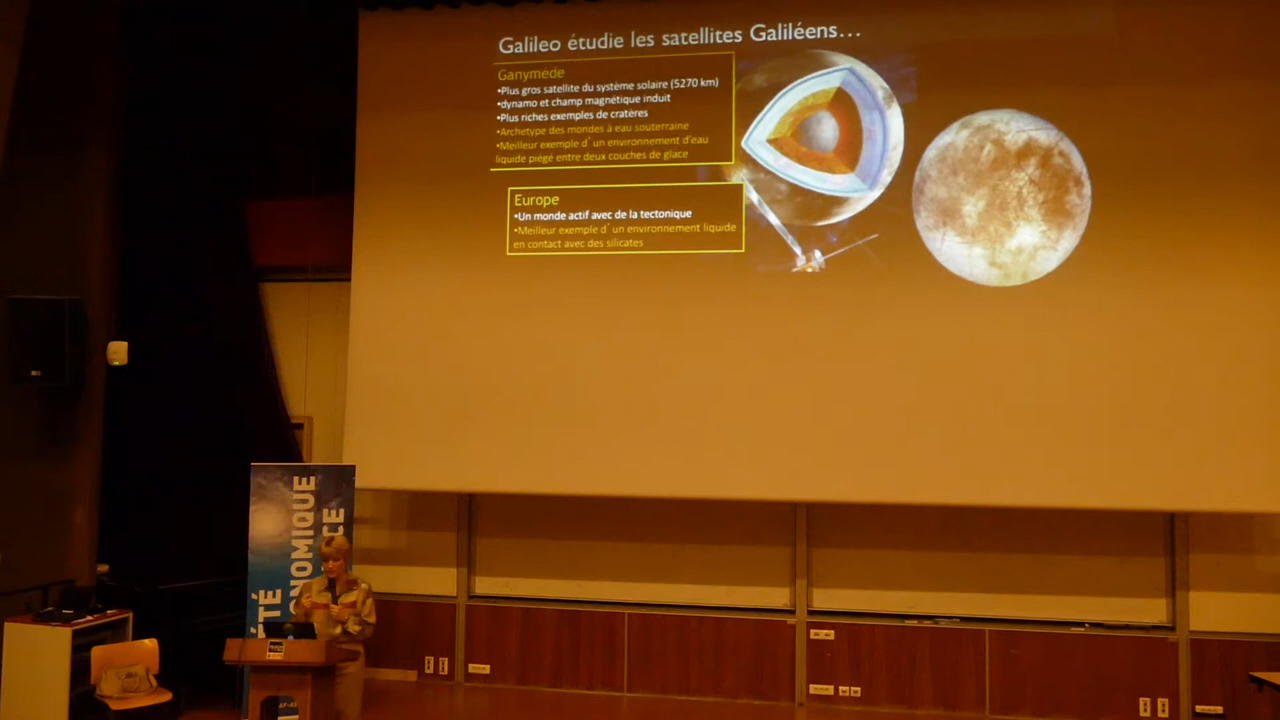 Galileo étudie les satellites Galiléens…
Ganymède
•Plus gros satellite du système solaire (5270 km)
•dynamo et champ magnétique induit
•Plus riches exemples de cratères
•Archetype des mondes à eau souterraine
•Meilleur exemple d´un environnement d'eau
liquide piégé entre deux couches de glace
Europe
•Un monde actif avec de la tectonique
•Meilleur exemple d´un environnement liquide
en contact avec des silicates